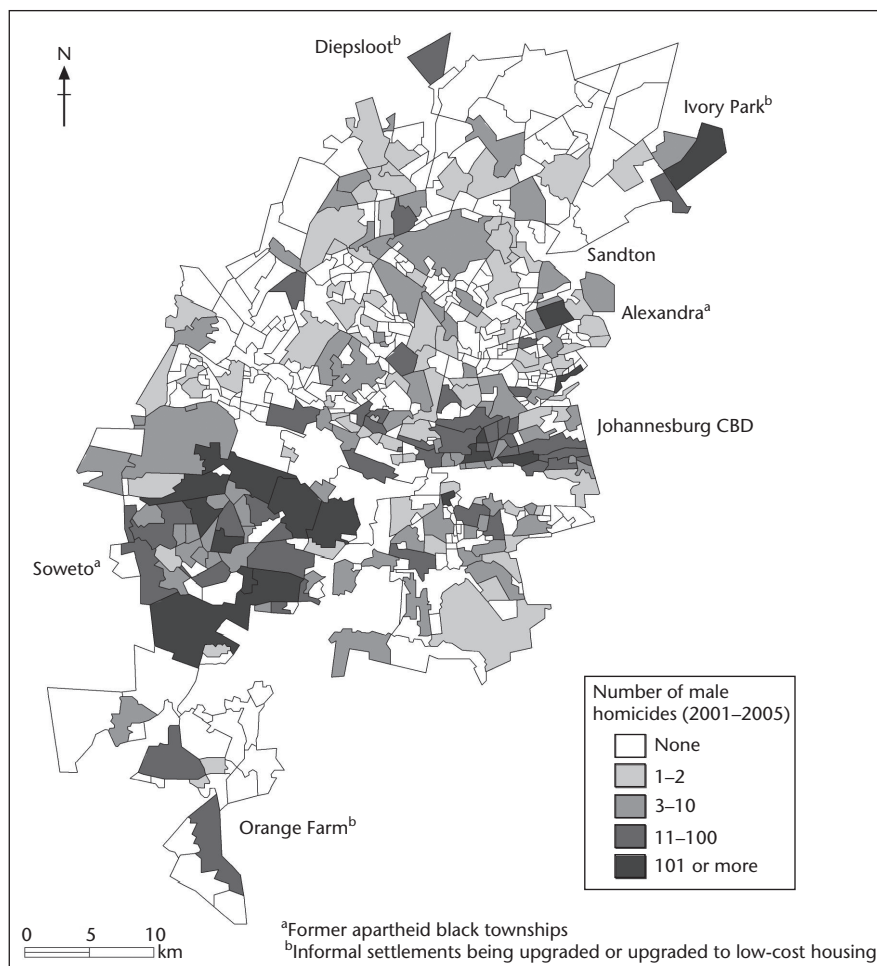 N
Diepsloot^b
Ivory Park^b
Sandton
Alexandra^a
Johannesburg CBD
Soweto^a
Orange Farm^b
Number of male
homicides (2001–2005)
None
1–2
3–10
11–100
101 or more
0 5 10
km
^aFormer apartheid black townships
^bInformal settlements being upgraded or upgraded to low-cost housing